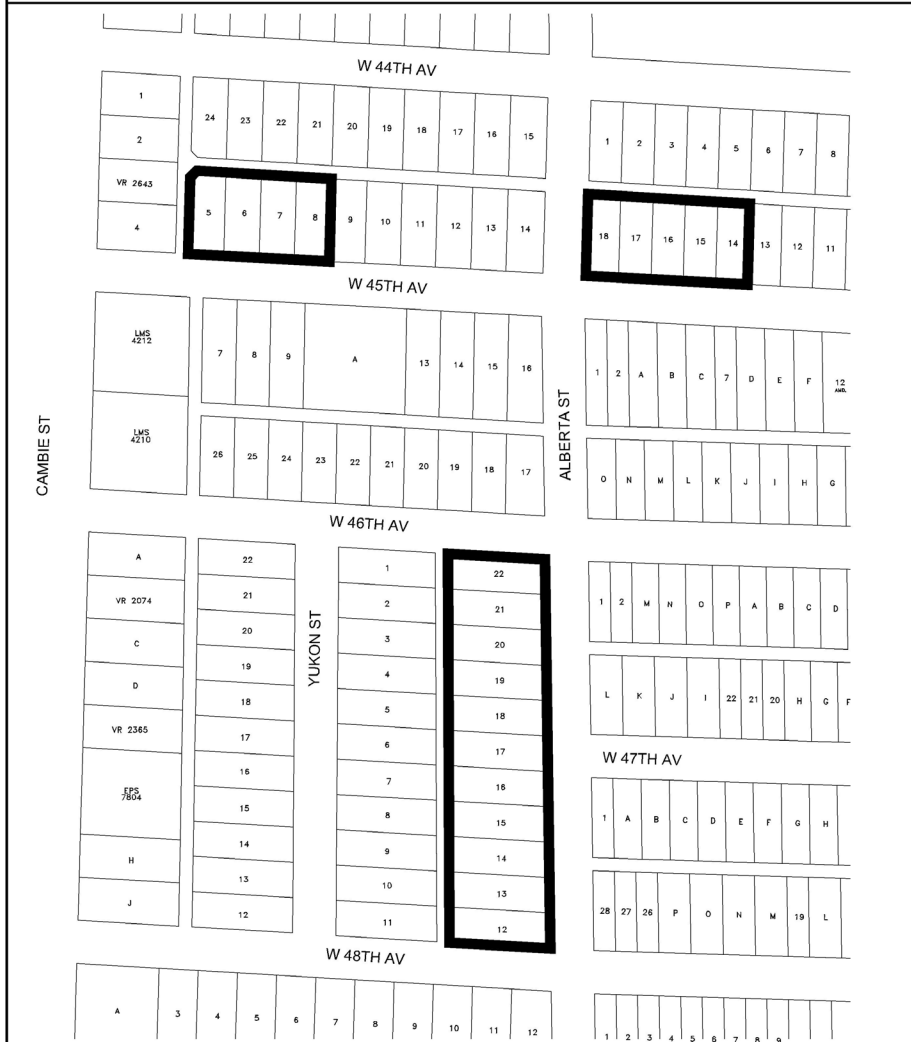 W 44TH AV
1
24 23 22 21 20 19 18 17 16 15
2
1 2 3 4 5 6 7 8
VR 2643
4
5 6 7 8 9 10 11 12 13 14
18 17 16 15 14 13 12 11
W 45TH AV
LMS
4212
7 8 9 A 13 14 15 16
1 2 A B C 7 D E F 12
AMD.
CAMBIE ST
LMS
4210
26 25 24 23 22 21 20 19 18 17
ALBERTA ST
O N M L K J I H G
W 46TH AV
A
VR 2074
C
D
VR 2365
EPS
7804
H
J
22
21
20
19
18
17
16
15
14
13
12
YUKON ST
1
2
3
4
5
6
7
8
9
10
11
22
21
20
19
18
17
16
15
14
13
12
1 2 M N O P A B C D
L K J I 22 21 20 H G F
W 47TH AV
1 A B C D E F G H
28 27 26 P O N M 19 L
W 48TH AV
A 3 4 5 6 7 8 9 10 11 12
1 2 3 4 5 6 7 8 9